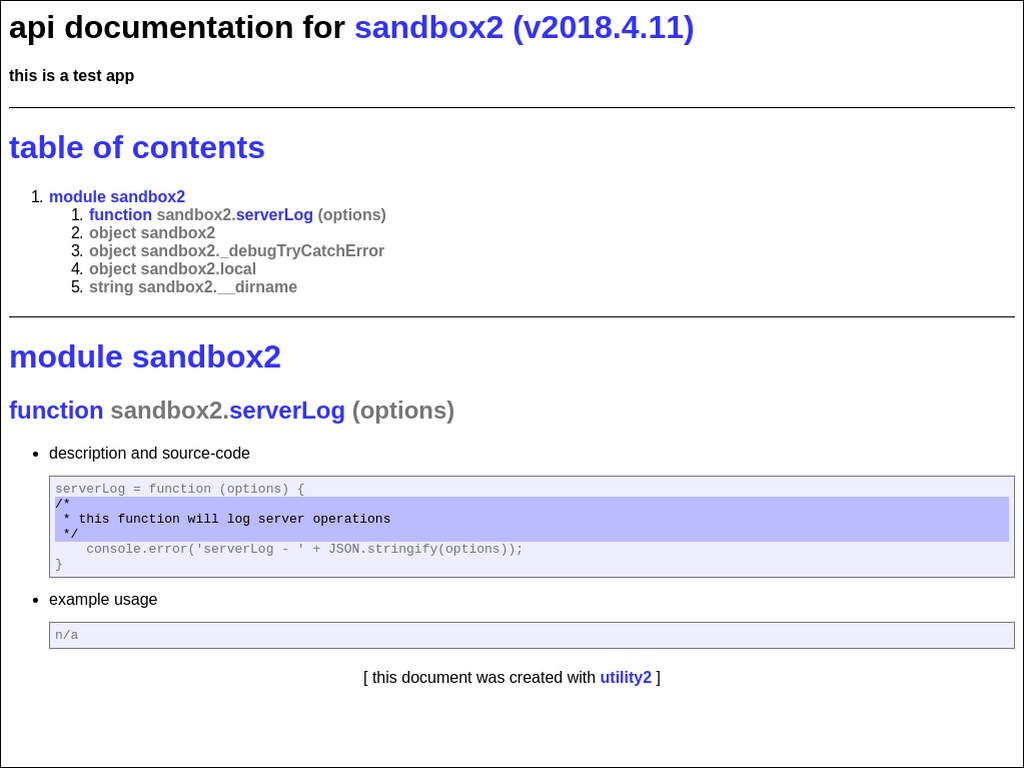 api documentation for sandbox2 (v2018.4.11)
this is a test app
table of contents
1. module sandbox2
1. function sandbox2.serverLog (options)
2. object sandbox2
3. object sandbox2._debugTryCatchError
4. object sandbox2.local
5. string sandbox2.__dirname
module sandbox2
function sandbox2.serverLog (options)
• description and source-code
serverLog = function (options) {
/*
 * this function will log server operations
 */
    console.error('serverLog - ' + JSON.stringify(options));
}
• example usage
n/a
[ this document was created with utility2 ]